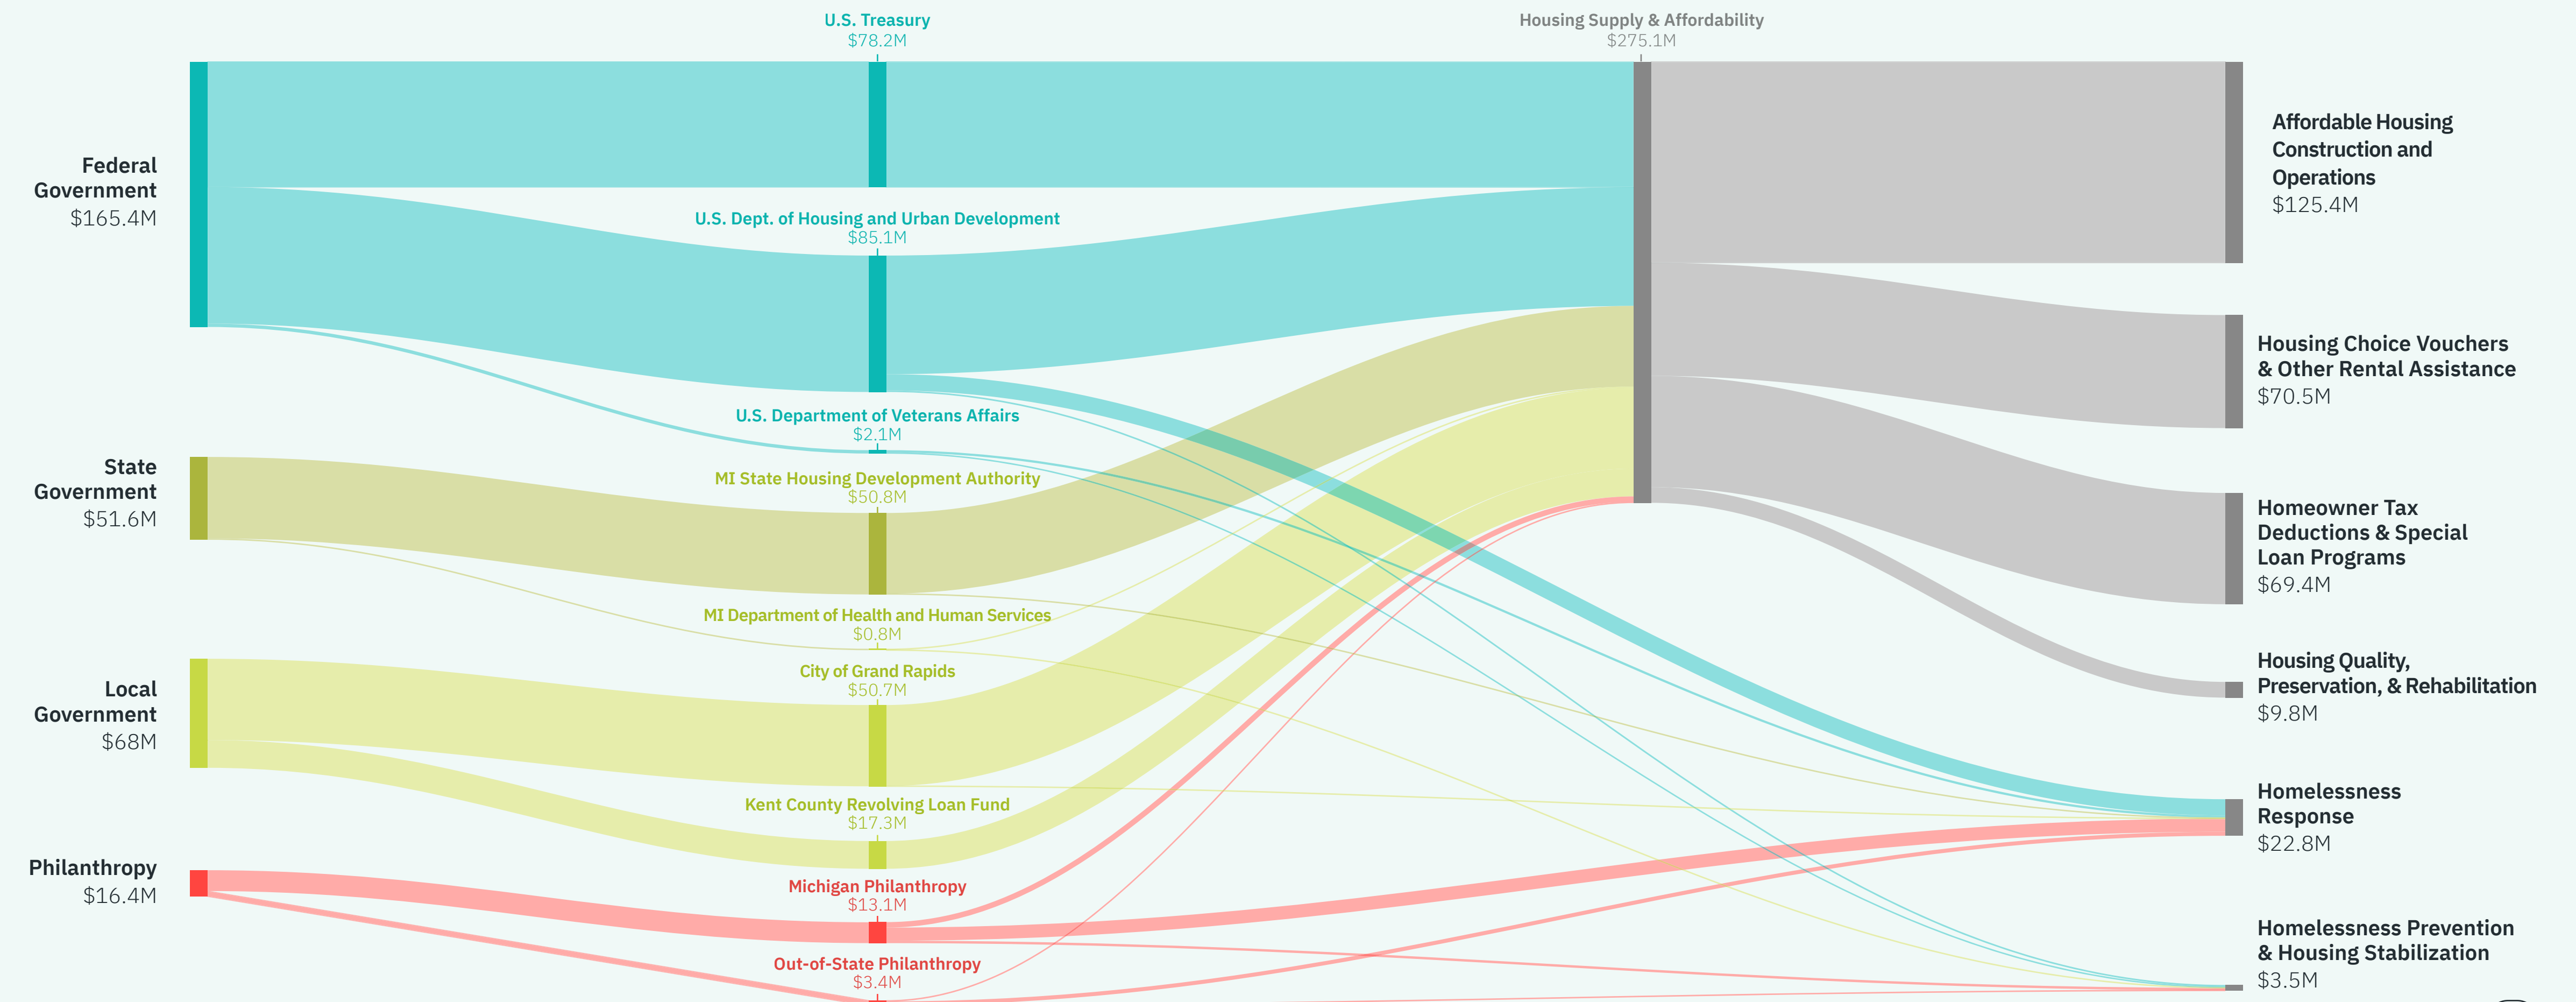 U.S. Treasury
$78.2M
Housing Supply & Affordability
$275.1M
Federal
Government
$165.4M
Affordable Housing
Construction and
Operations
$125.4M
U.S. Dept. of Housing and Urban Development
$85.1M
Housing Choice Vouchers
& Other Rental Assistance
$70.5M
U.S. Department of Veterans Affairs
$2.1M
State
Government
$51.6M
MI State Housing Development Authority
$50.8M
Homeowner Tax
Deductions & Special
Loan Programs
$69.4M
MI Department of Health and Human Services
$0.8M
Local
Government
$68M
City of Grand Rapids
$50.7M
Housing Quality,
Preservation, & Rehabilitation
$9.8M
Kent County Revolving Loan Fund
$17.3M
Homelessness
Response
$22.8M
Philanthropy
$16.4M
Michigan Philanthropy
$13.1M
Out-of-State Philanthropy
$3.4M
Homelessness Prevention
& Housing Stabilization
$3.5M